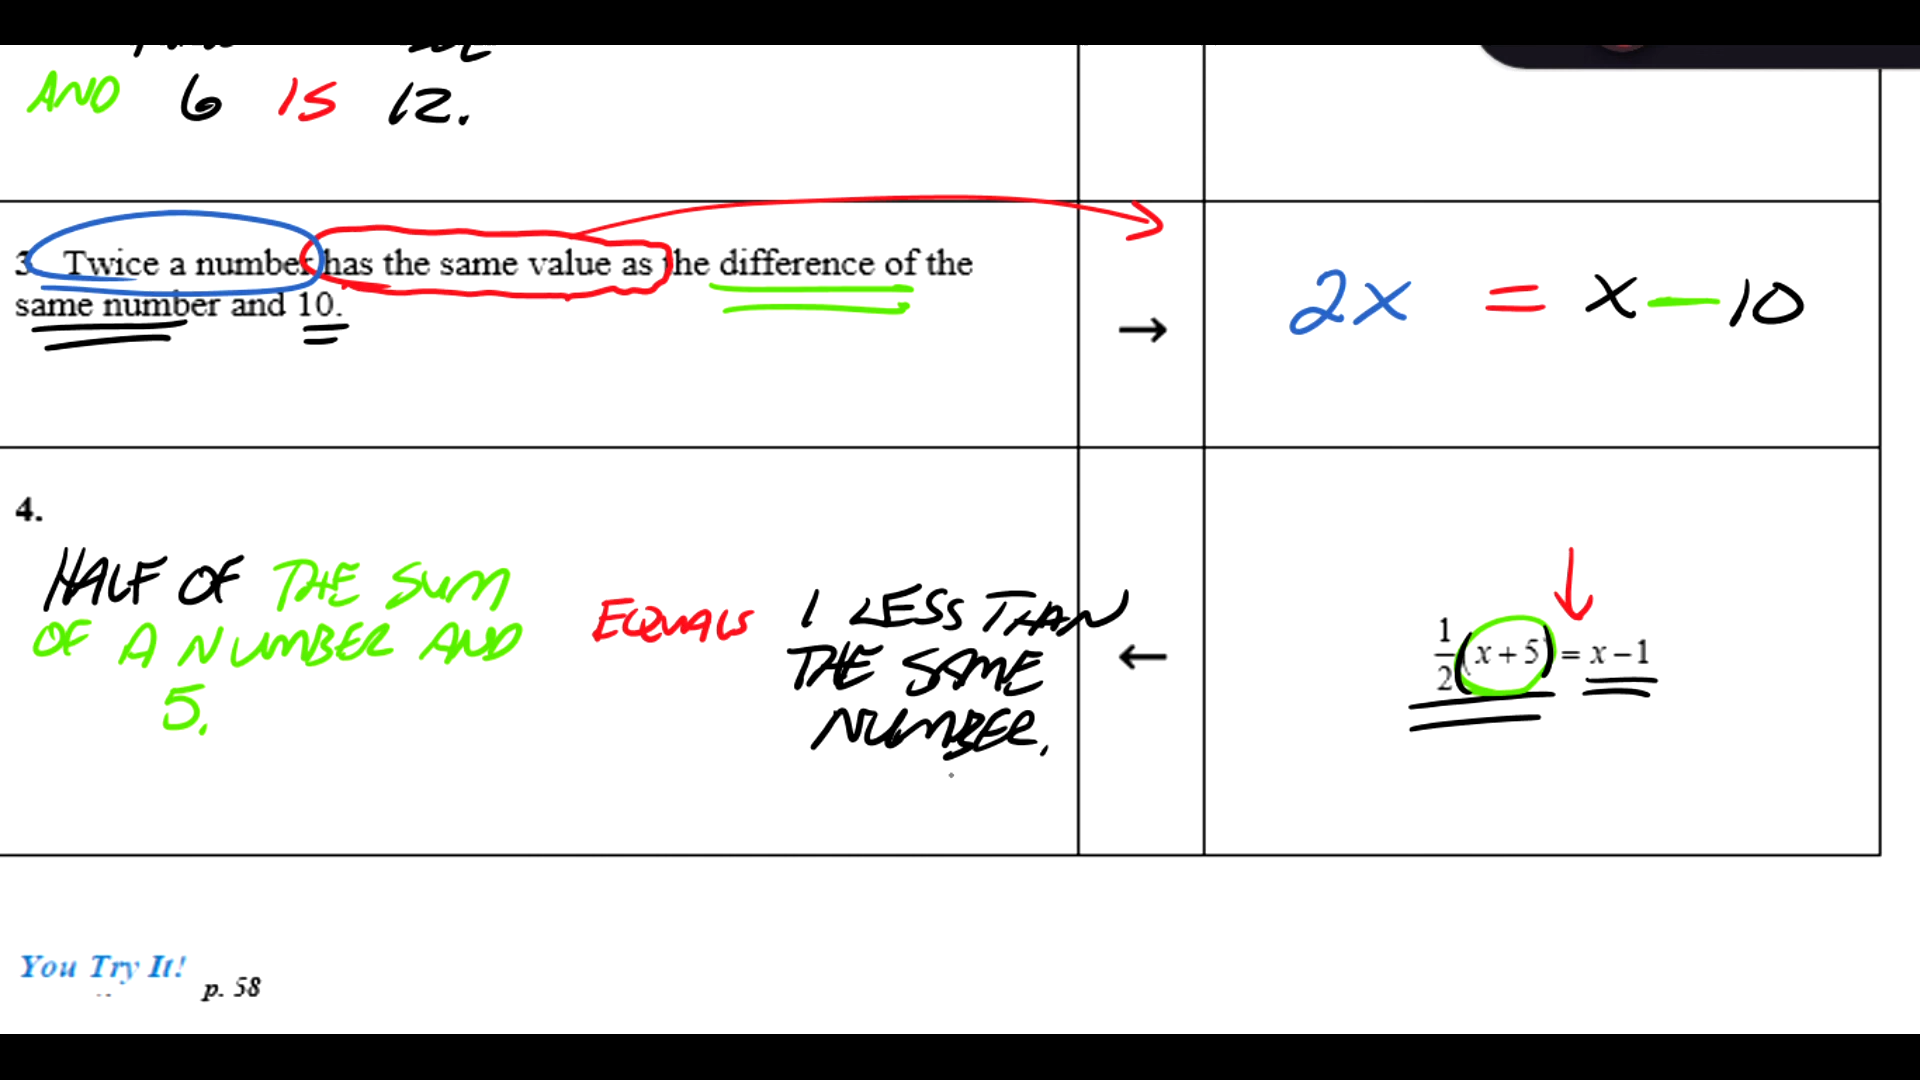 AND 6 IS 12.
Twice a number has the same value as the difference of the
same number and 10.
→
2x = x - 10
4.
HALF OF THE SUM
OF A NUMBER AND
5.
EQUALS
1 LESS THAN
THE SAME
NUMBER.
←
1/2(x + 5) = x – 1
You Try It!
p. 58